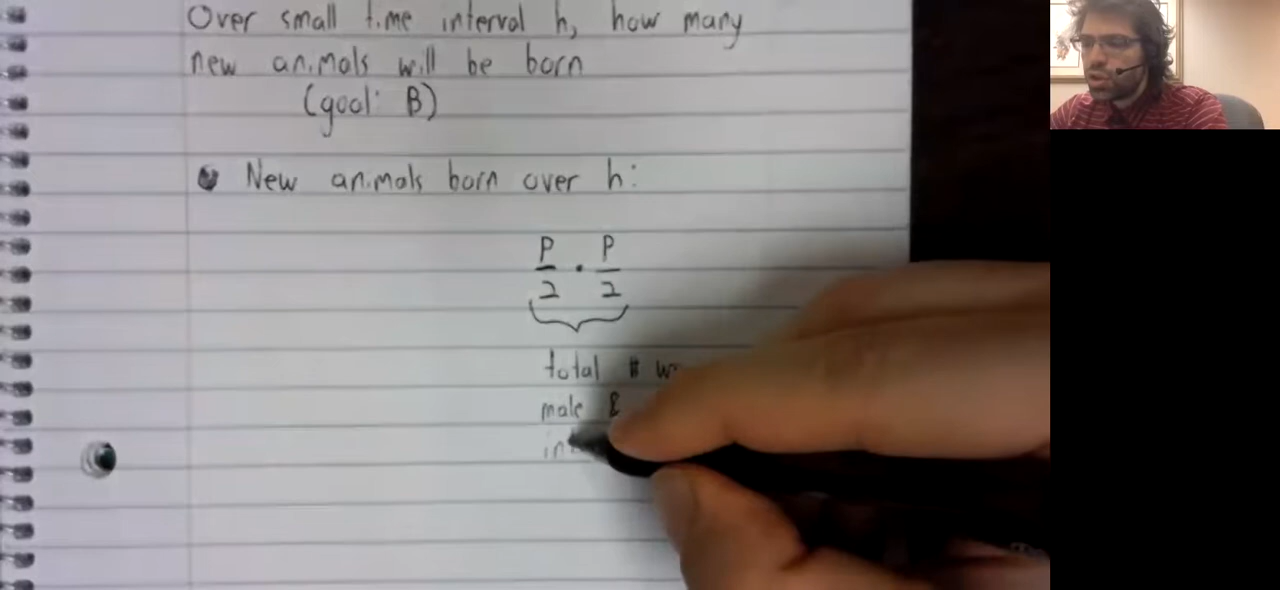 Over small time interval h, how many
new animals will be born
(goal: B)
New animals born over h:
P/2 · P/2
total #
male &